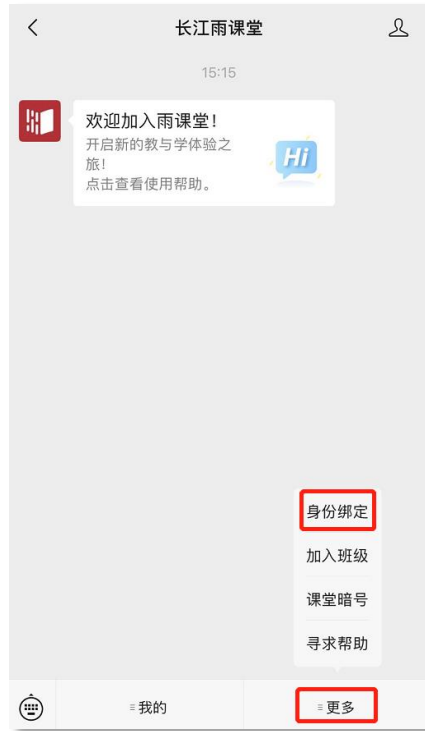 长江雨课堂
15:15
欢迎加入雨课堂！
开启新的教与学体验之
旅！
点击查看使用帮助。
Hi
身份绑定
加入班级
课堂暗号
寻求帮助
我的
更多